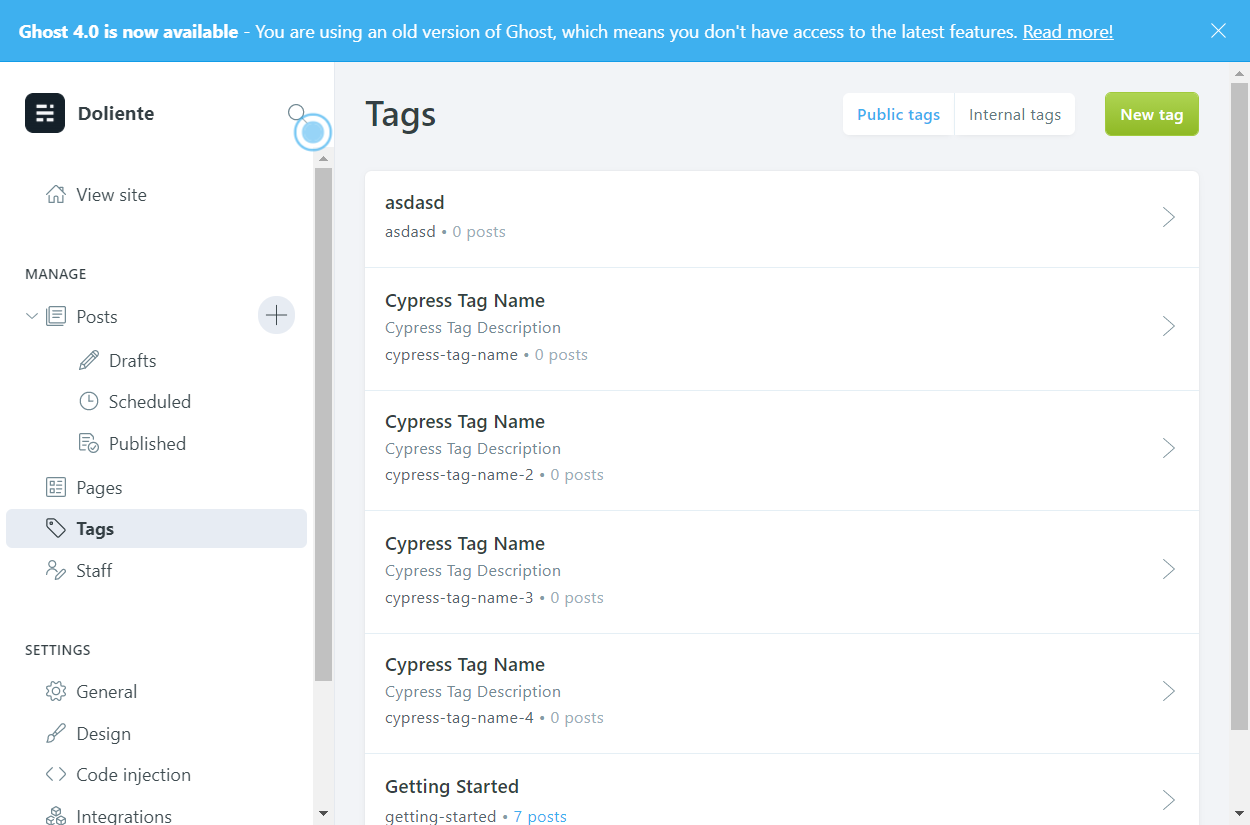 Ghost 4.0 is now available - You are using an old version of Ghost, which means you don't have access to the latest features. Read more!
Doliente
View site
MANAGE
Posts
Drafts
Scheduled
Published
Pages
Tags
Staff
SETTINGS
General
Design
Code injection
Integrations
Tags
Public tags
Internal tags
New tag
asdasd
asdasd • 0 posts
Cypress Tag Name
Cypress Tag Description
cypress-tag-name • 0 posts
Cypress Tag Name
Cypress Tag Description
cypress-tag-name-2 • 0 posts
Cypress Tag Name
Cypress Tag Description
cypress-tag-name-3 • 0 posts
Cypress Tag Name
Cypress Tag Description
cypress-tag-name-4 • 0 posts
Getting Started
getting-started • 7 posts